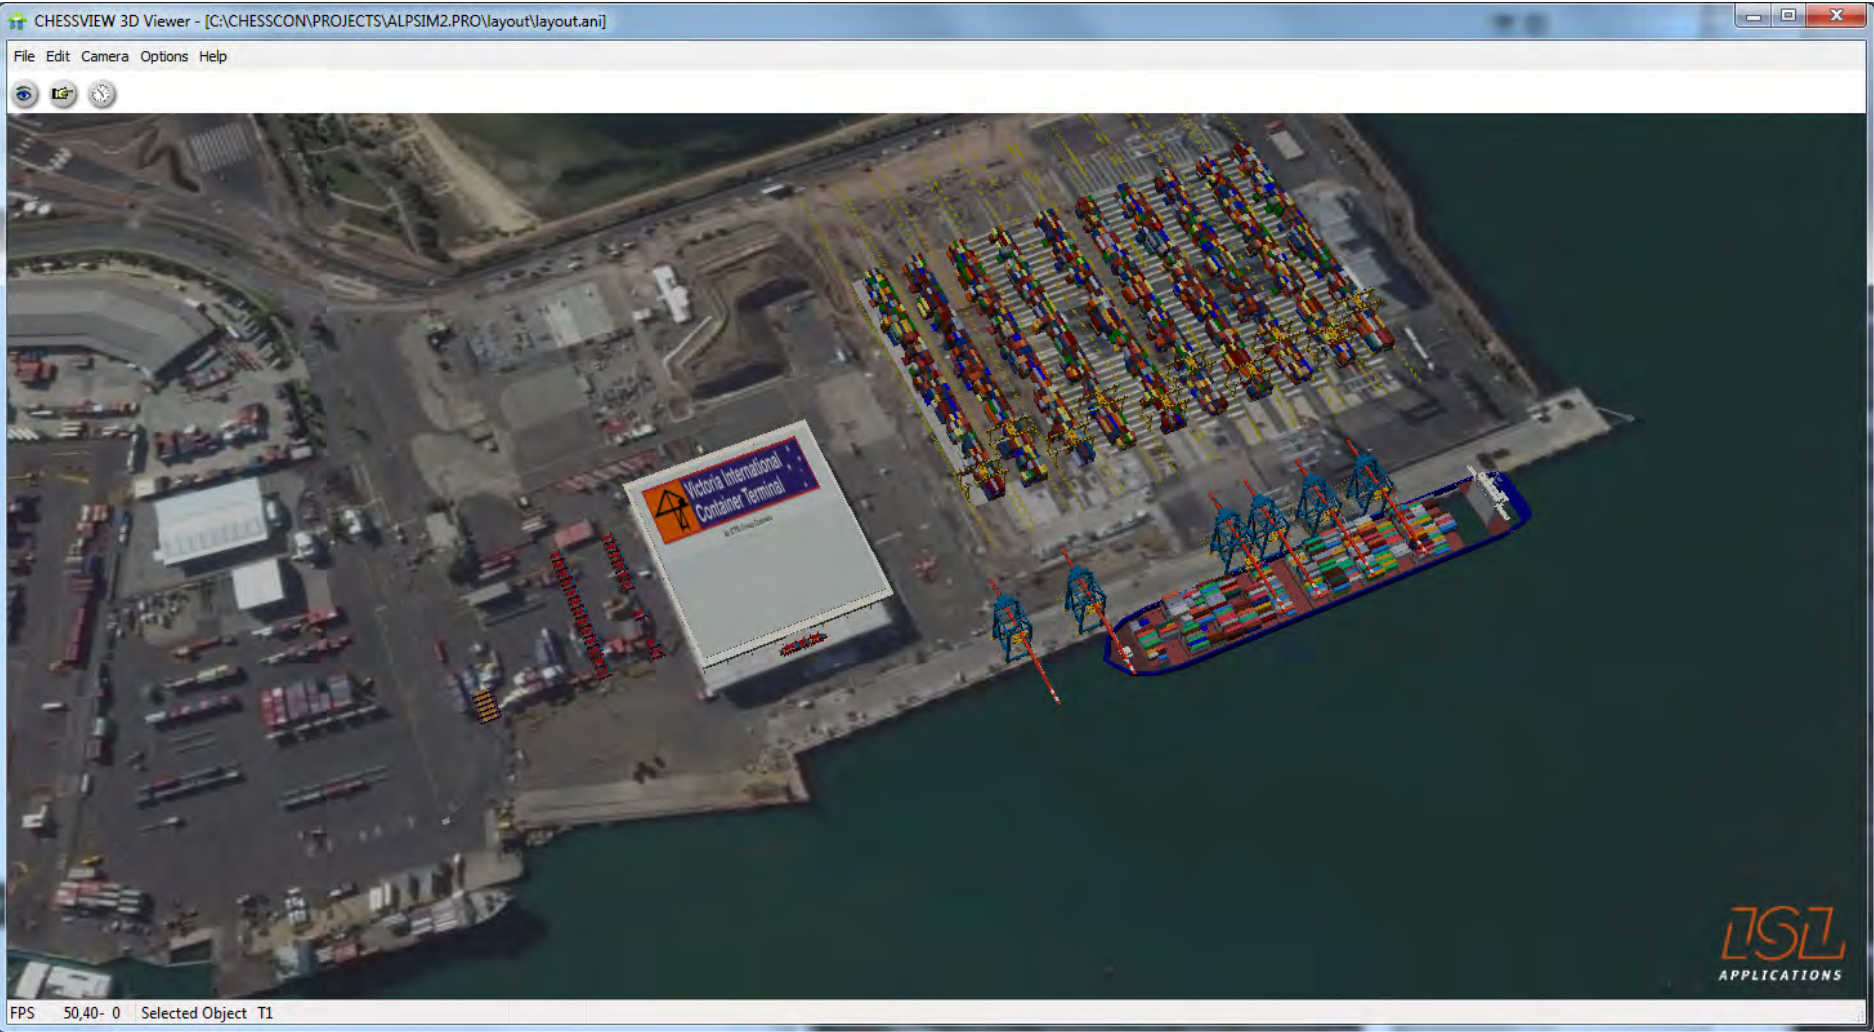 CHESSVIEW 3D Viewer - [C:\CHESSCON\PROJECTS\ALPSIM2.PRO\layout\layout.ani]
File Edit Camera Options Help
Victoria International
Container Terminal
ISL
APPLICATIONS
FPS 50,40- 0 Selected Object T1